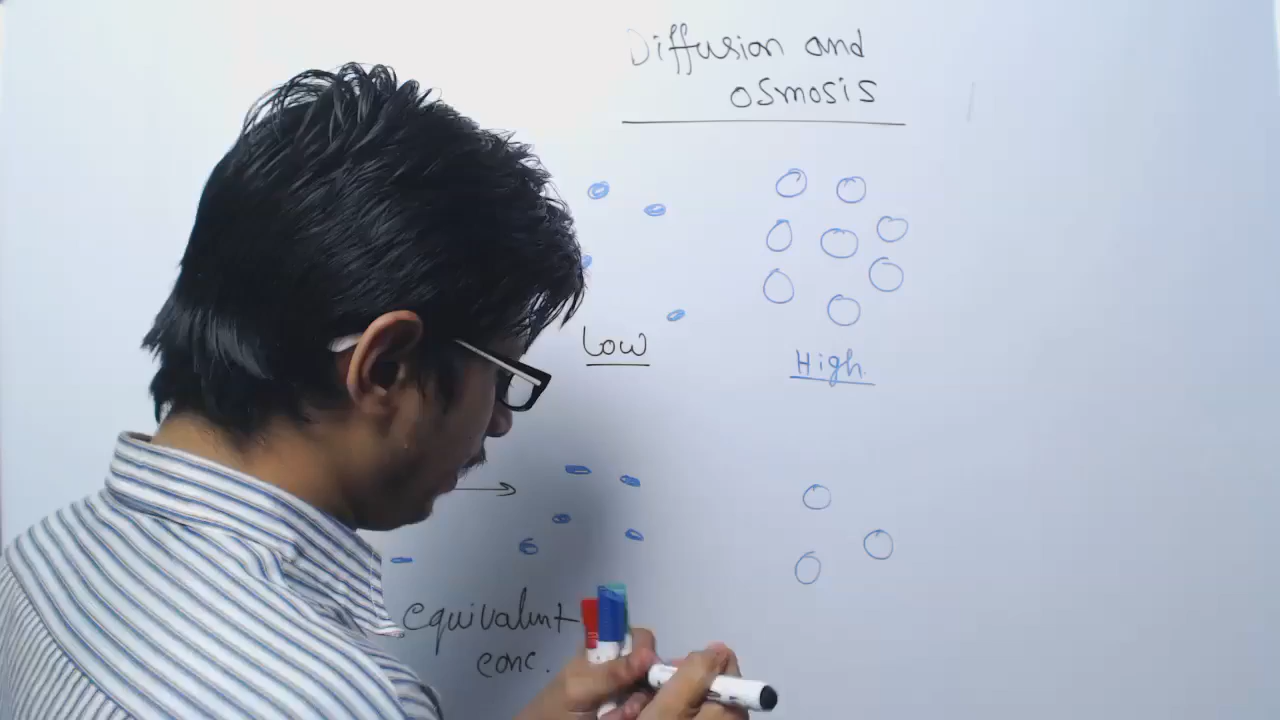 Diffusion and
osmosis
Low
High
equivalent
conc.